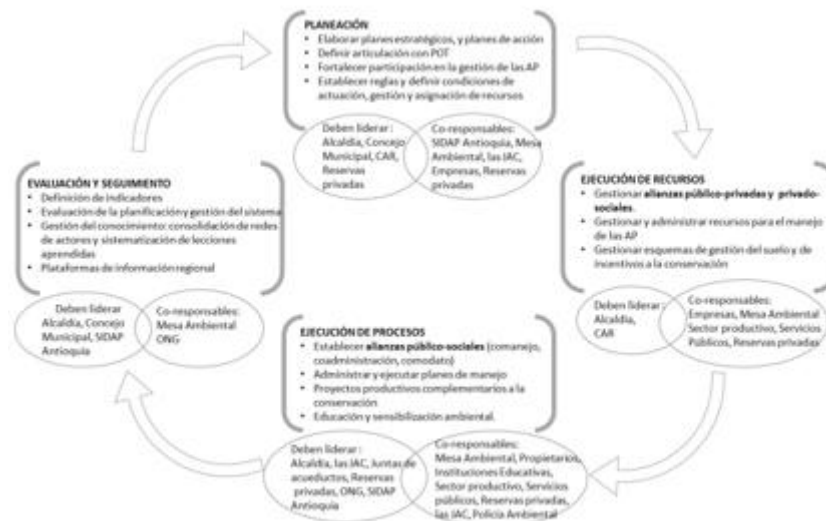 PLANEACIÓN
• Elaborar planes estratégicos, y planes de acción
• Definir articulación con POT
• Fortalecer participación en la gestión de las AP
• Establecer reglas y definir condiciones de
actuación, gestión y asignación de recursos
Deben liderar:
Alcaldía, Concejo
Municipal, CAR,
Reservas
privadas
Co-responsables:
SIDAP Antioquia, Mesa
Ambiental, las JAC,
Empresas, Reservas
privadas
EJECUCIÓN DE RECURSOS
• Gestionar alianzas público-privadas y privado-
sociales.
• Gestionar y administrar recursos para el manejo
de las AP
• Gestionar esquemas de gestión del suelo y de
incentivos a la conservación
Deben liderar:
Alcaldía,
CAR
Co-responsables:
Empresas, Mesa Ambiental
Sector productivo, Servicios
Públicos, Reservas privadas
EJECUCIÓN DE PROCESOS
• Establecer alianzas público-sociales (comanejo,
coadministración, comodato)
• Administrar y ejecutar planes de manejo
• Proyectos productivos complementarios a la
conservación
• Educación y sensibilización ambiental.
Deben liderar:
Alcaldía, las JAC, Juntas de
acueductos, Reservas
privadas, ONG, SIDAP
Antioquia
Co-responsables:
Mesa Ambiental, Propietarios,
Instituciones Educativas,
Sector productivo, Servicios
públicos, Reservas privadas,
las JAC, Policía Ambiental
EVALUACIÓN Y SEGUIMIENTO
• Definición de indicadores
• Evaluación de la planificación y gestión del sistema
• Gestión del conocimiento: consolidación de redes
de actores y sistematización de lecciones
aprendidas
• Plataformas de información regional
Deben liderar
Alcaldía, Concejo
Municipal, SIDAP
Antioquia
Co-responsables:
Mesa Ambiental
ONG